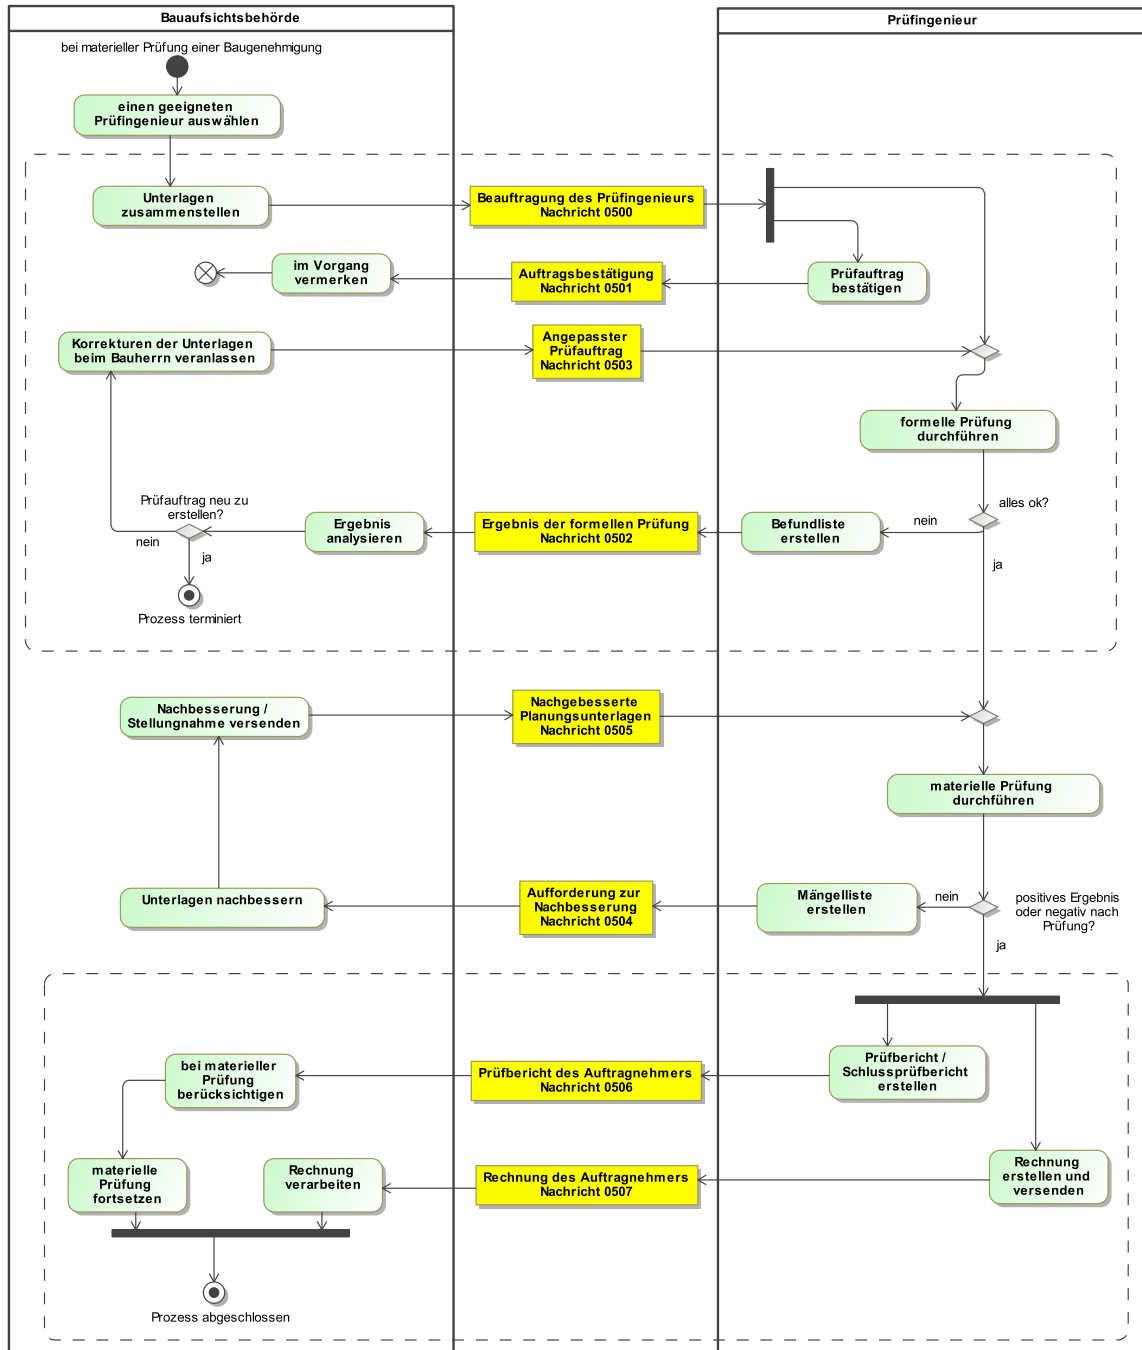 Bauaufsichtsbehörde
Prüfingenieur
bei materieller Prüfung einer Baugenehmigung
einen geeigneten
Prüfingenieur auswählen
Unterlagen
zusammenstellen
Beauftragung des Prüfingenieurs
Nachricht 0500
im Vorgang
vermerken
Auftragsbestätigung
Nachricht 0501
Prüfauftrag
bestätigen
Korrekturen der Unterlagen
beim Bauherrn veranlassen
Angepasster
Prüfauftrag
Nachricht 0503
formelle Prüfung
durchführen
alles ok?
Prüfauftrag neu zu
erstellen?
nein
ja
Ergebnis
analysieren
Ergebnis der formellen Prüfung
Nachricht 0502
Befundliste
erstellen
nein
ja
Prozess terminiert
Nachbesserung /
Stellungnahme versenden
Nachgebesserte
Planungsunterlagen
Nachricht 0505
materielle Prüfung
durchführen
Unterlagen nachbessern
Aufforderung zur
Nachbesserung
Nachricht 0504
Mängelliste
erstellen
nein
positives Ergebnis
oder negativ nach
Prüfung?
ja
bei materieller
Prüfung
berücksichtigen
Prüfbericht des Auftragnehmers
Nachricht 0506
Prüfbericht /
Schlussprüfbericht
erstellen
materielle
Prüfung
fortsetzen
Rechnung
verarbeiten
Rechnung des Auftragnehmers
Nachricht 0507
Rechnung
erstellen und
versenden
Prozess abgeschlossen